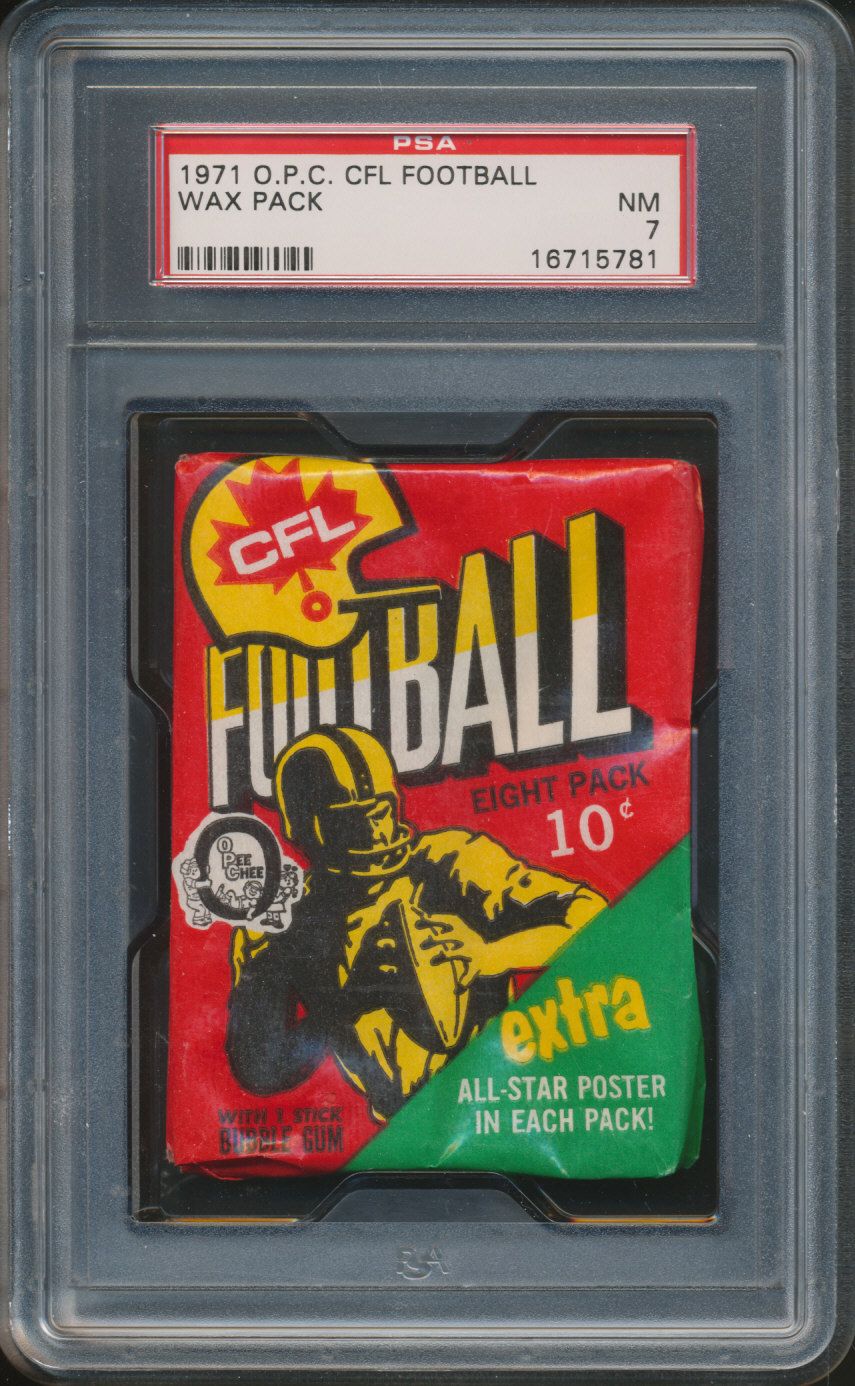 PSA
1971 O.P.C. CFL FOOTBALL
WAX PACK
NM
7
16715781
CFL
FOOTBALL
EIGHT PACK
10¢
O
PEE
CHEE
extra
ALL-STAR POSTER
IN EACH PACK!
WITH 1 STICK
BUBBLE GUM
PSA